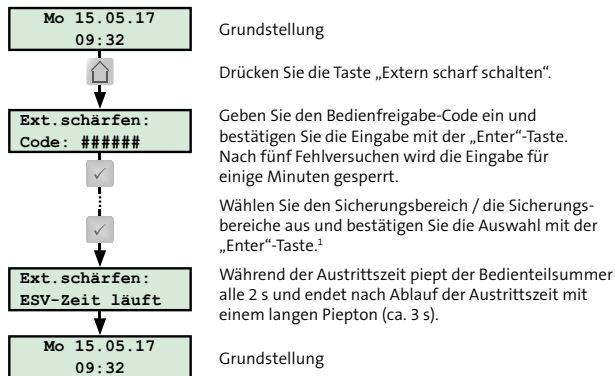 Mo 15.05.17
09:32
Grundstellung
Drücken Sie die Taste „Extern scharf schalten“.
Ext.schärfen:
Code: ######
Geben Sie den Bedienfreigabe-Code ein und
bestätigen Sie die Eingabe mit der „Enter“-Taste.
Nach fünf Fehlversuchen wird die Eingabe für
einige Minuten gesperrt.
Wählen Sie den Sicherungsbereich / die Sicherungs-
bereiche aus und bestätigen Sie die Auswahl mit der
„Enter“-Taste.¹
Ext.schärfen:
ESV-Zeit läuft
Während der Austrittszeit piept der Bedienteilsummer
alle 2 s und endet nach Ablauf der Austrittszeit mit
einem langen Piepton (ca. 3 s).
Mo 15.05.17
09:32
Grundstellung